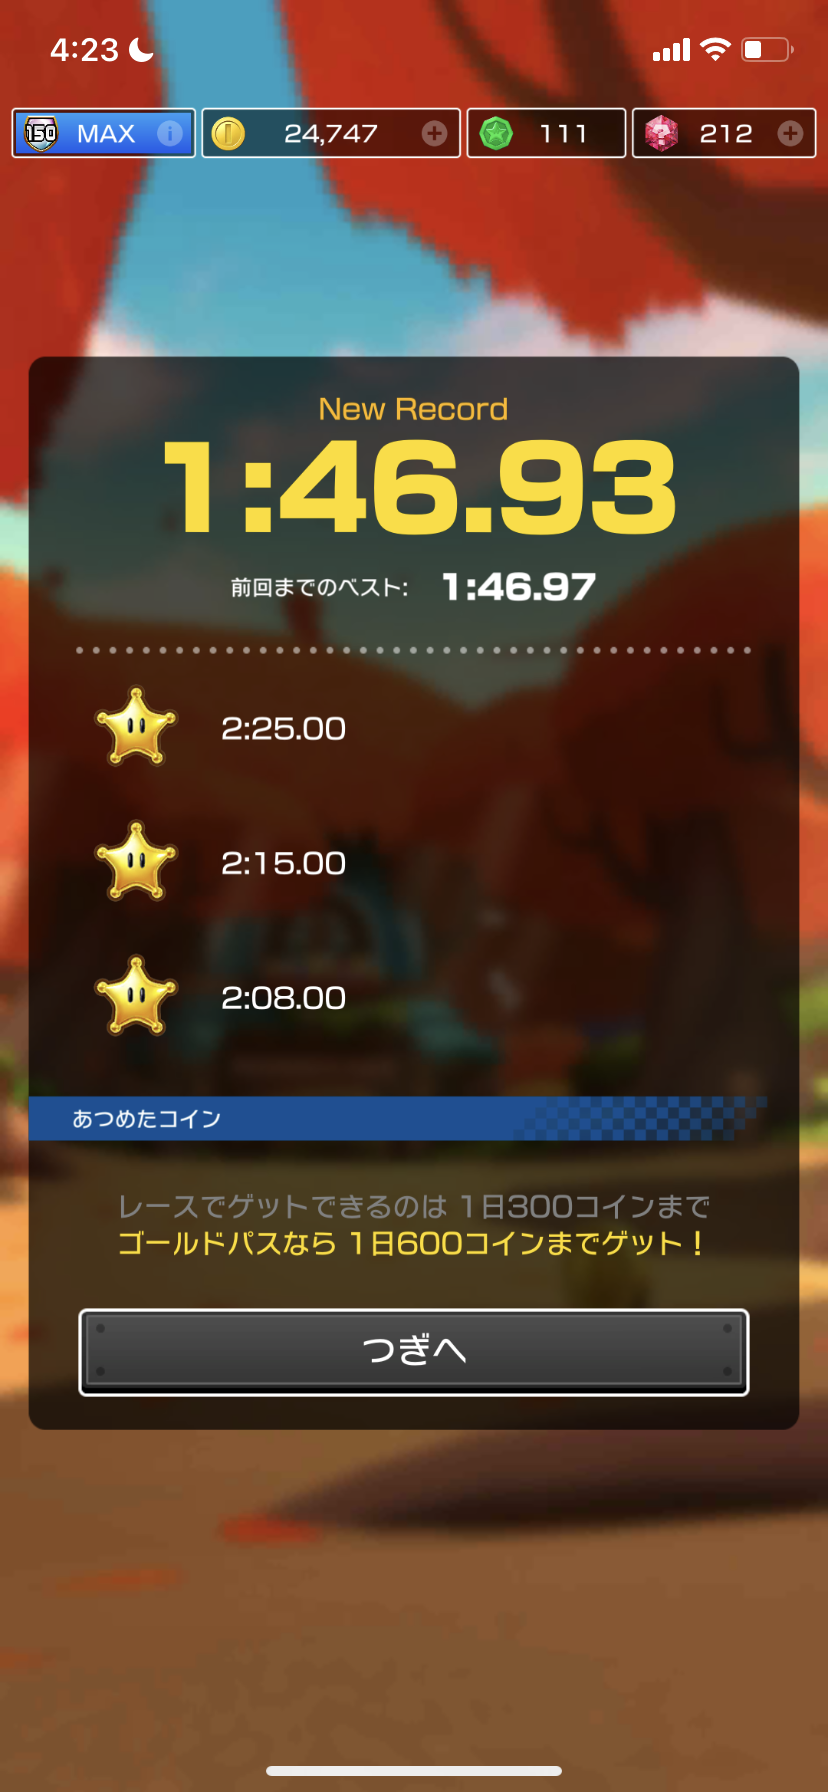 4:23
150 MAX i 24,747 + 111 212 +
New Record
1:46.93
前回までのベスト: 1:46.97
2:25.00
2:15.00
2:08.00
あつめたコイン
レースでゲットできるのは 1日300コインまで
ゴールドパスなら 1日600コインまでゲット！
つぎへ